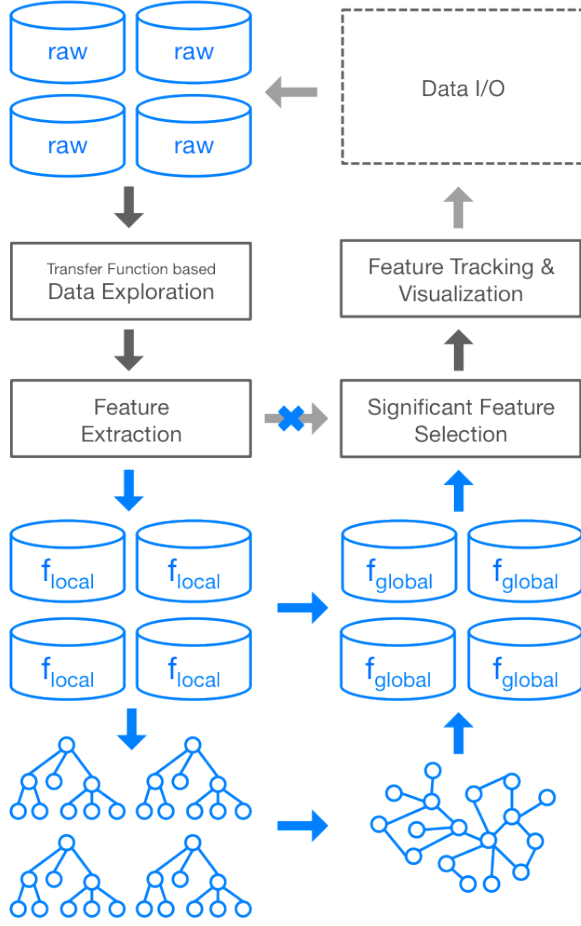 raw
raw
Data I/O
raw
raw
Transfer Function based
Data Exploration
Feature Tracking &
Visualization
Feature
Extraction
Significant Feature
Selection
flocal
flocal
fglobal
fglobal
flocal
flocal
fglobal
fglobal